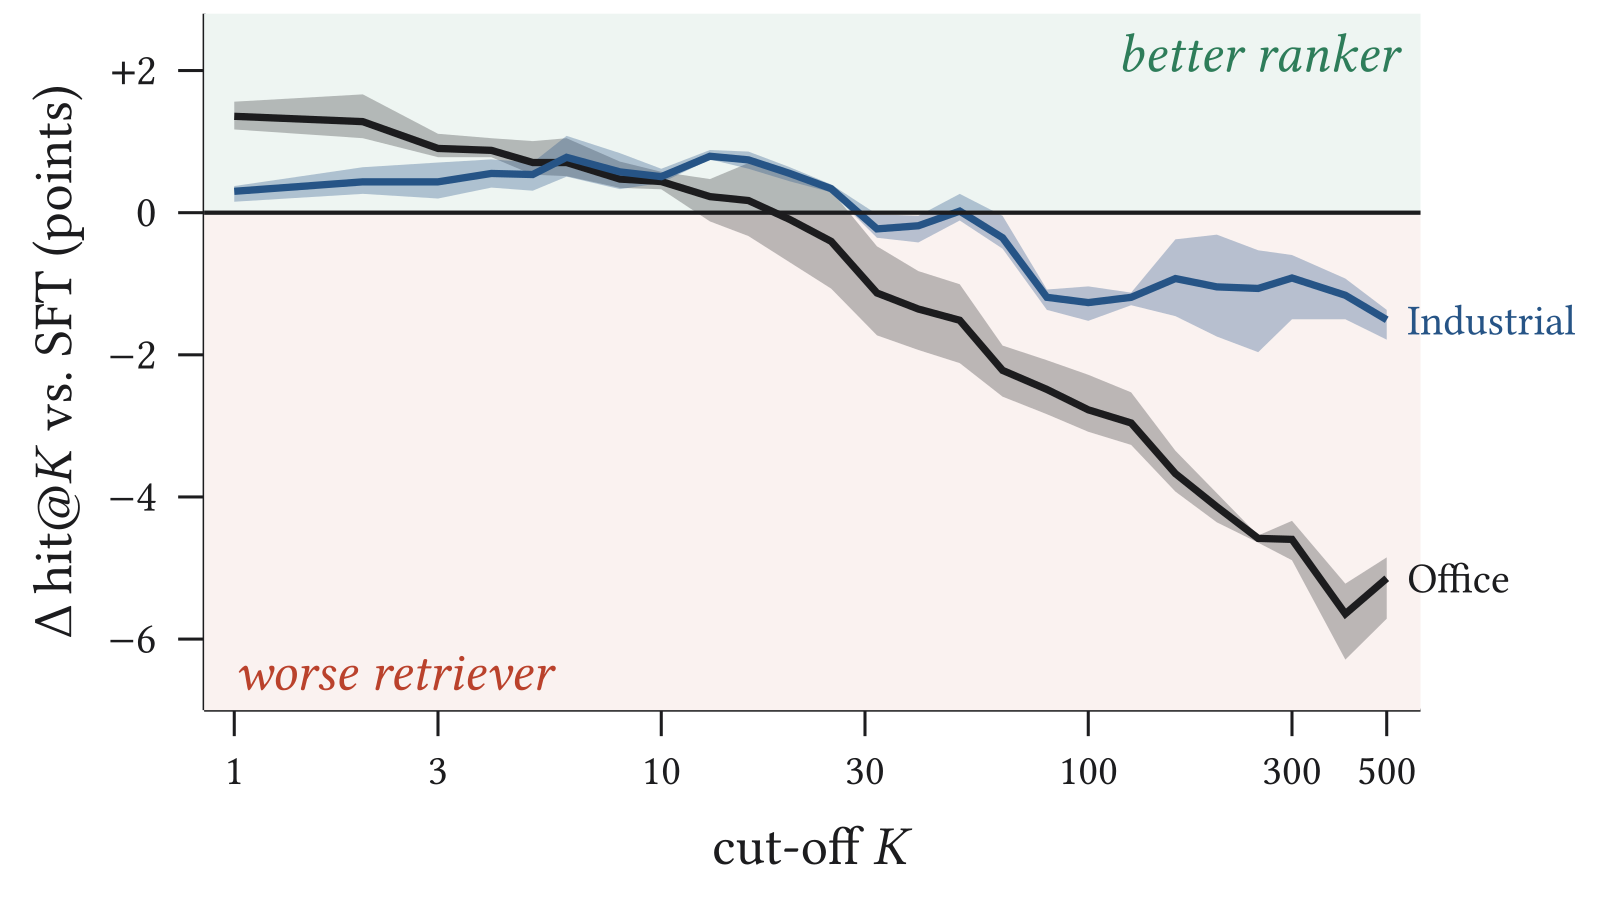 Δ hit@K vs. SFT (points)
+2
0
−2
−4
−6
better ranker
worse retriever
Industrial
Office
1 3 10 30 100 300 500
cut-off K